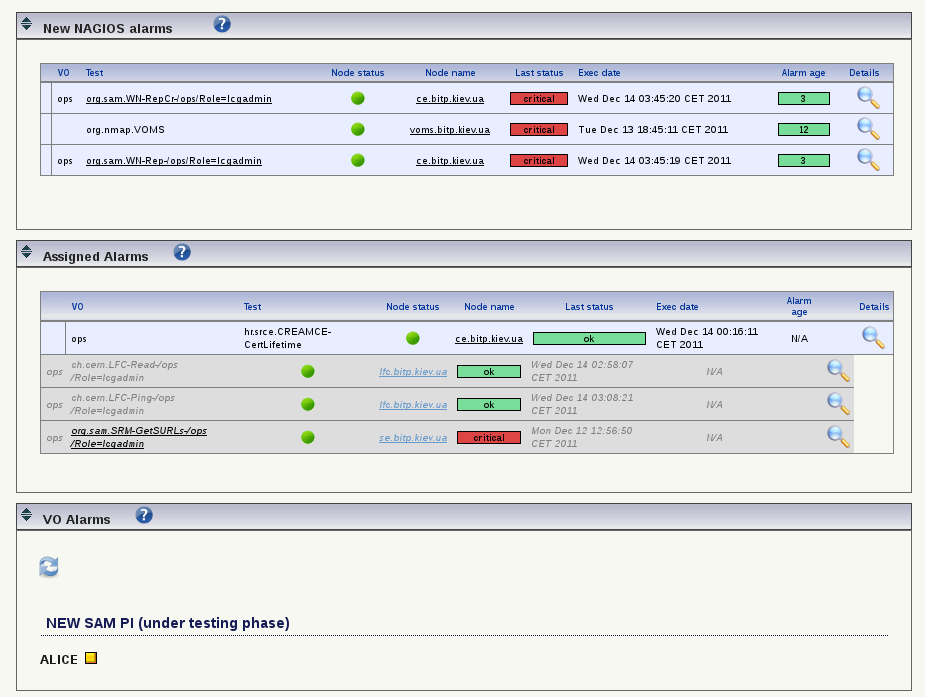 New NAGIOS alarms ?
VO Test Node status Node name Last status Exec date Alarm age Details
ops org.sam.WN-RepCr-/ops/Role=lcgadmin ce.bitp.kiev.ua critical Wed Dec 14 03:45:20 CET 2011 3
org.nmap.VOMS voms.bitp.kiev.ua critical Tue Dec 13 18:45:11 CET 2011 12
ops org.sam.WN-Rep-/ops/Role=lcgadmin ce.bitp.kiev.ua critical Wed Dec 14 03:45:19 CET 2011 3
Assigned Alarms ?
VO Test Node status Node name Last status Exec date Alarm age Details
ops hr.srce.CREAMCE-
CertLifetime ce.bitp.kiev.ua ok Wed Dec 14 00:16:11
CET 2011 N/A
ops ch.cern.LFC-Read-/ops
/Role=lcgadmin lfc.bitp.kiev.ua ok Wed Dec 14 02:58:07
CET 2011 N/A
ops ch.cern.LFC-Ping-/ops
/Role=lcgadmin lfc.bitp.kiev.ua ok Wed Dec 14 03:08:21
CET 2011 N/A
ops org.sam.SRM-GetSURLs-/ops
/Role=lcgadmin se.bitp.kiev.ua critical Mon Dec 12 12:56:50
CET 2011 N/A
VO Alarms ?
NEW SAM PI (under testing phase)
ALICE